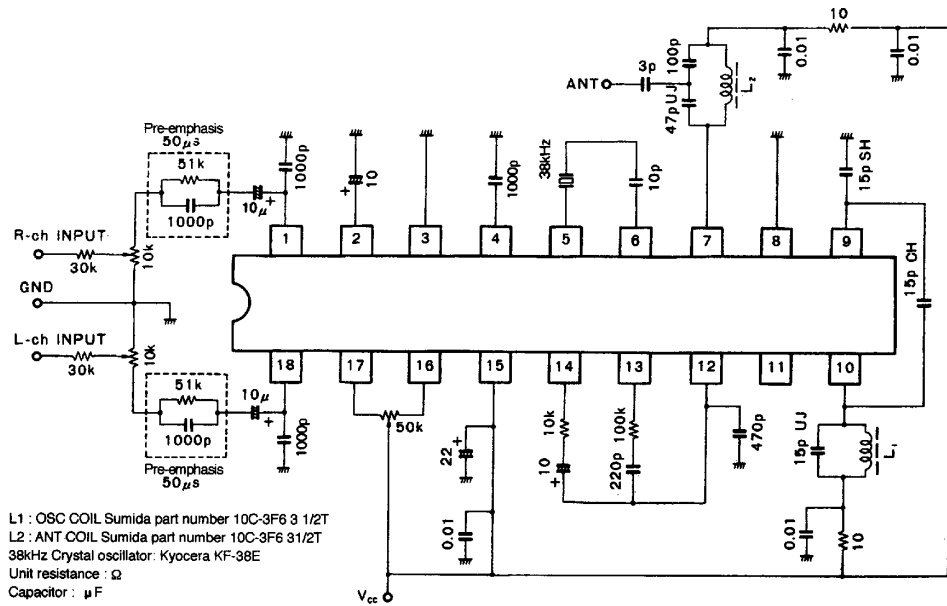 10
0.01
0.01
3p
100p
ANT
47p UJ
L2
Pre-emphasis
50μs
51k
1000p
10μ
+
1000p
+
10
1000p
38kHz
10p
15p SH
R-ch INPUT
30k
10k
1
2
3
4
5
6
7
8
9
15p CH
GND
L-ch INPUT
30k
10k
18
17
16
15
14
13
12
11
10
51k
1000p
10μ
+
1000p
Pre-emphasis
50μs
50k
22
+
0.01
10k
10
+
100k
220p
470p
15p UJ
L1
0.01
10
L1 : OSC COIL Sumida part number 10C-3F6 3 1/2T
L2 : ANT COIL Sumida part number 10C-3F6 31/2T
38kHz Crystal oscillator: Kyocera KF-38E
Unit resistance : Ω
Capacitor : μF
Vcc